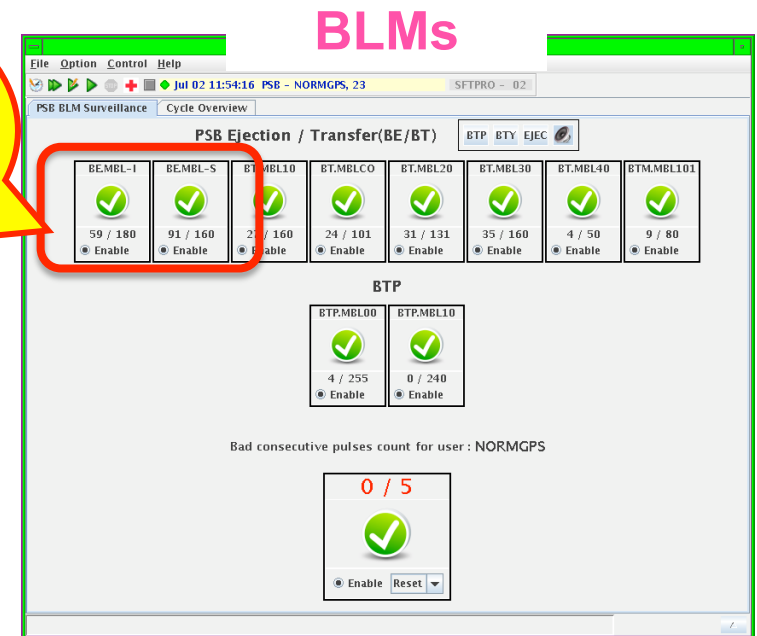 BLMs
File Option Control Help
Jul 02 11:54:16 PSB - NORMGPS, 23 SFTPRO - 02
PSB BLM Surveillance Cycle Overview
PSB Ejection / Transfer(BE/BT) BTP BTY EJEC
BE.MBL-I BE.MBL-S BT.MBL10 BT.MBLCO BT.MBL20 BT.MBL30 BT.MBL40 BTM.MBL101
59 / 180 91 / 160 27 / 160 24 / 101 31 / 131 35 / 160 4 / 50 9 / 80
Enable Enable Enable Enable Enable Enable Enable Enable
BTP
BTP.MBL00 BTP.MBL10
4 / 255 0 / 240
Enable Enable
Bad consecutive pulses count for user : NORMGPS
0 / 5
Enable Reset